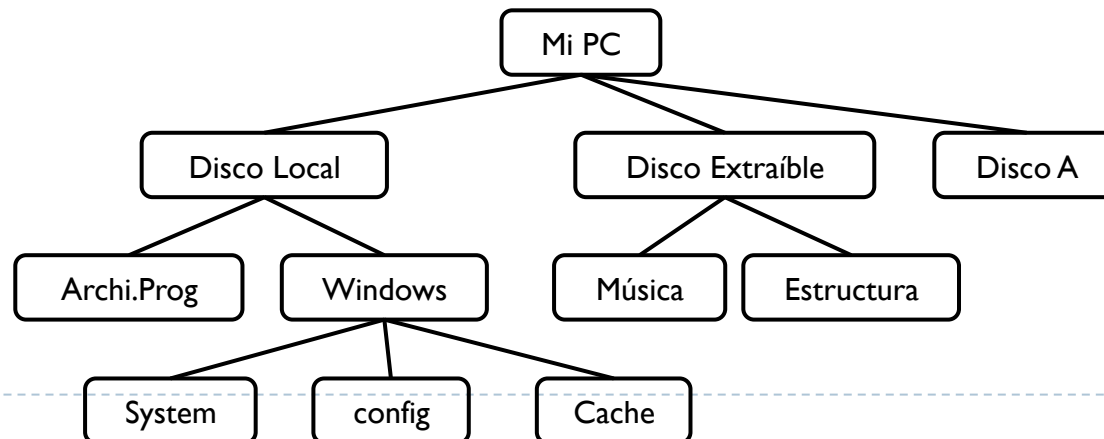 Mi PC
Disco Local
Disco Extraíble
Disco A
Archi.Prog
Windows
Música
Estructura
System
config
Cache